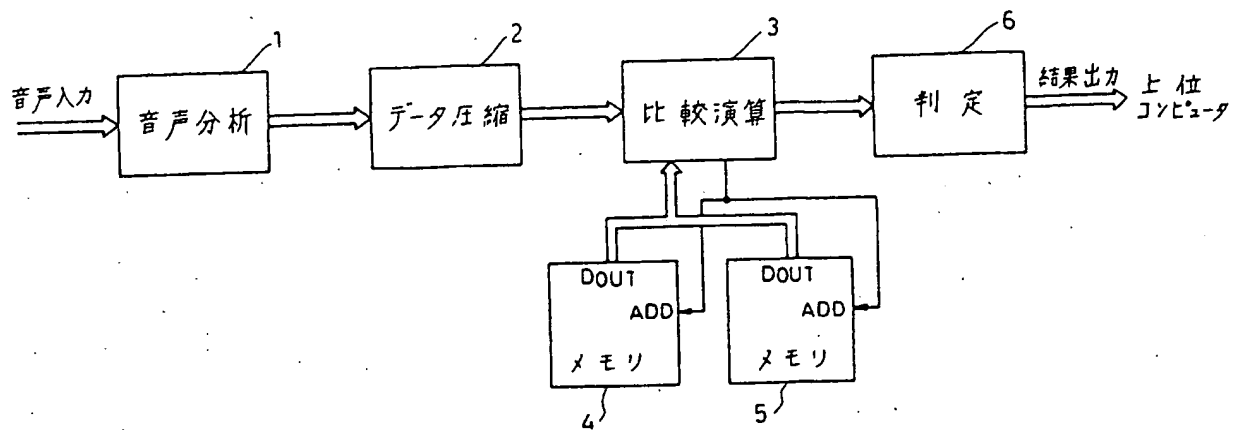 1
2
3
6
音声入力
音声分析
データ圧縮
比較演算
判定
結果出力
上位
コンピュータ
DOUT
ADD
メモリ
4
DOUT
ADD
メモリ
5